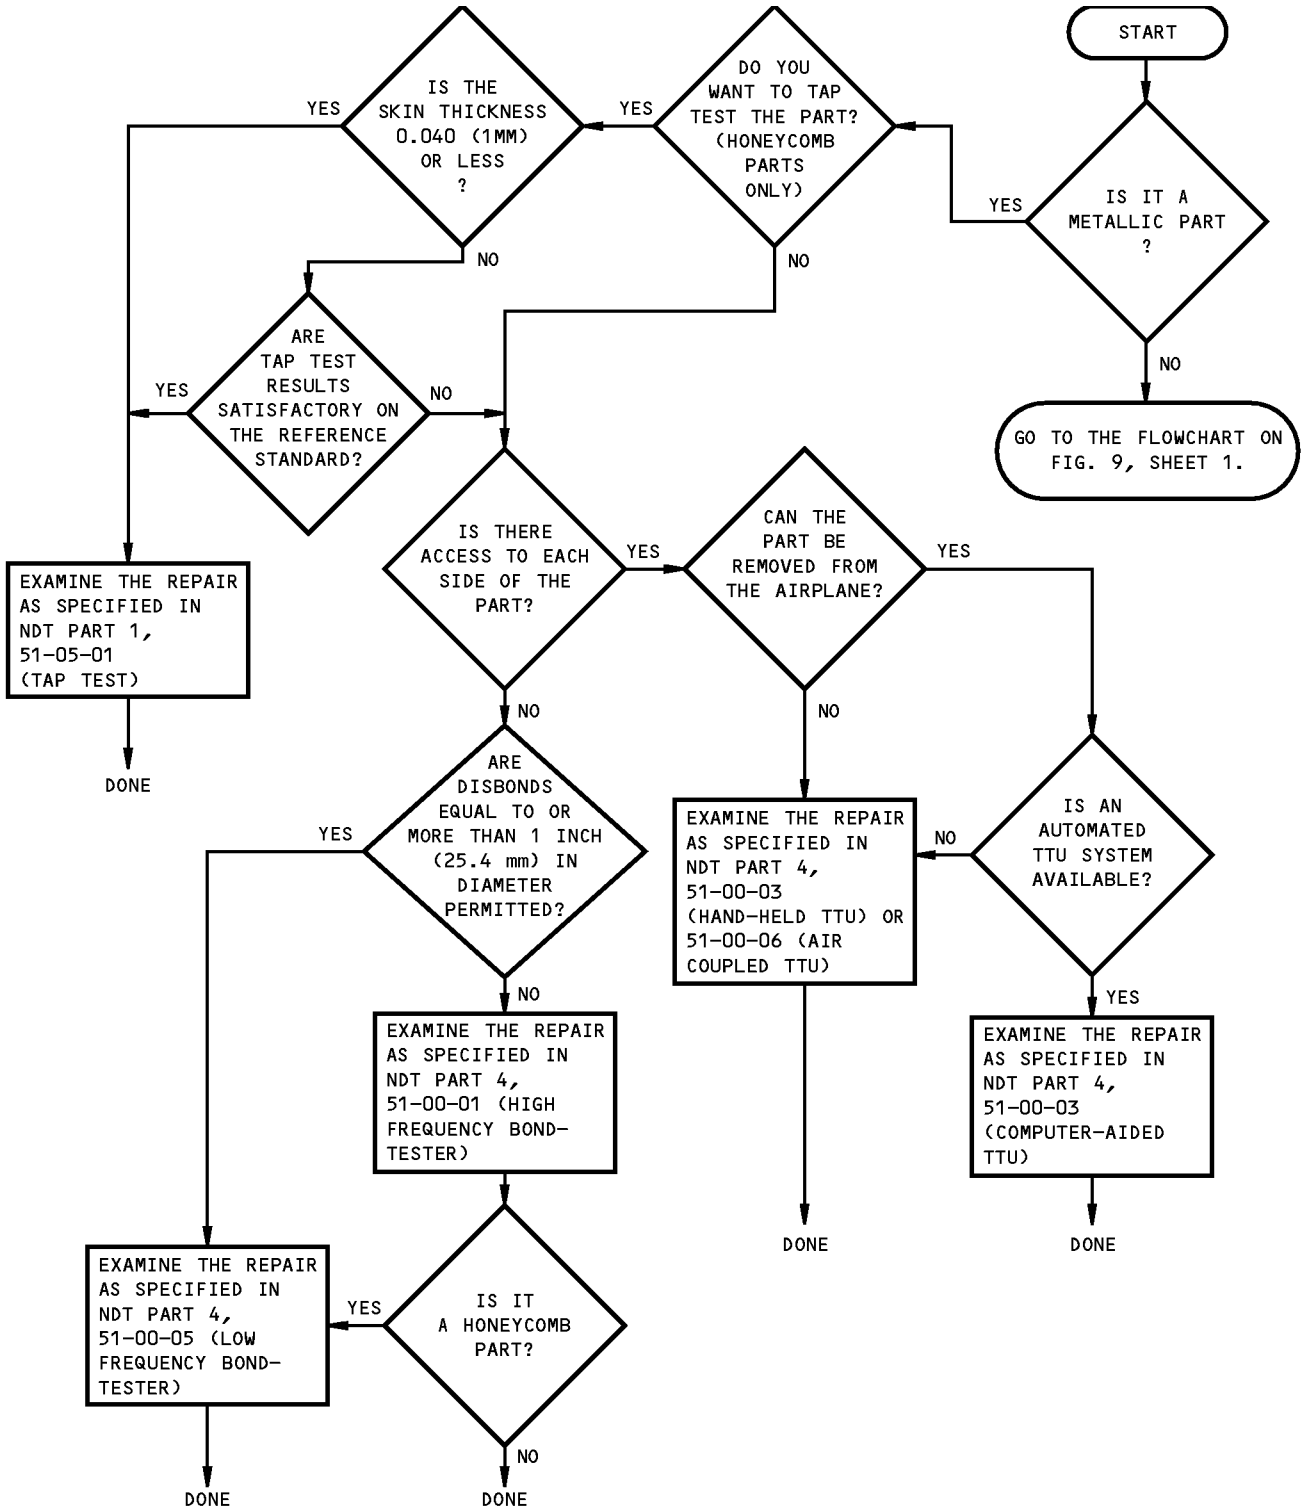 START
IS IT A
METALLIC PART
?
YES
NO
GO TO THE FLOWCHART ON
FIG. 9, SHEET 1.
DO YOU
WANT TO TAP
TEST THE PART?
(HONEYCOMB
PARTS
ONLY)
YES
NO
IS THE
SKIN THICKNESS
0.040 (1MM)
OR LESS
?
YES
NO
ARE
TAP TEST
RESULTS
SATISFACTORY ON
THE REFERENCE
STANDARD?
YES
NO
EXAMINE THE REPAIR
AS SPECIFIED IN
NDT PART 1,
51-05-01
(TAP TEST)
DONE
IS THERE
ACCESS TO EACH
SIDE OF THE
PART?
YES
NO
CAN THE
PART BE
REMOVED FROM
THE AIRPLANE?
YES
NO
ARE
DISBONDS
EQUAL TO OR
MORE THAN 1 INCH
(25.4 mm) IN
DIAMETER
PERMITTED?
YES
NO
EXAMINE THE REPAIR
AS SPECIFIED IN
NDT PART 4,
51-00-03
(HAND-HELD TTU) OR
51-00-06 (AIR
COUPLED TTU)
DONE
IS AN
AUTOMATED
TTU SYSTEM
AVAILABLE?
NO
YES
EXAMINE THE REPAIR
AS SPECIFIED IN
NDT PART 4,
51-00-03
(COMPUTER-AIDED
TTU)
DONE
EXAMINE THE REPAIR
AS SPECIFIED IN
NDT PART 4,
51-00-01 (HIGH
FREQUENCY BOND-
TESTER)
IS IT
A HONEYCOMB
PART?
YES
NO
DONE
EXAMINE THE REPAIR
AS SPECIFIED IN
NDT PART 4,
51-00-05 (LOW
FREQUENCY BOND-
TESTER)
DONE